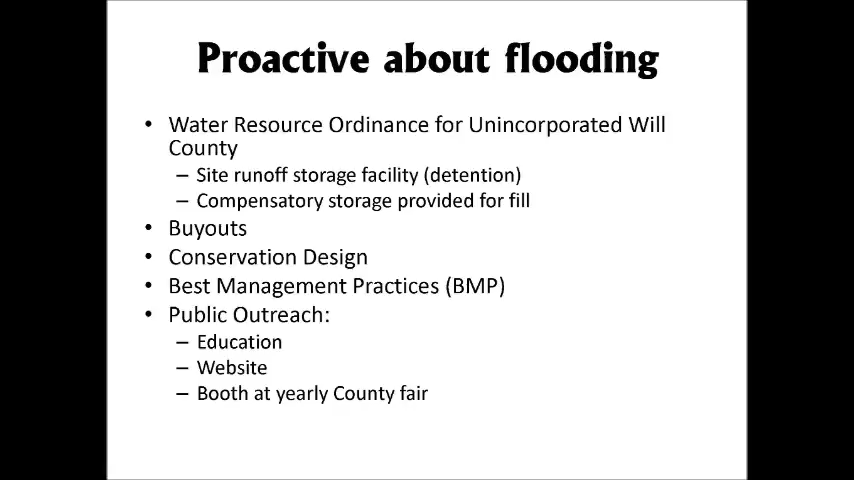 Proactive about flooding
• Water Resource Ordinance for Unincorporated Will
County
– Site runoff storage facility (detention)
– Compensatory storage provided for fill
• Buyouts
• Conservation Design
• Best Management Practices (BMP)
• Public Outreach:
– Education
– Website
– Booth at yearly County fair